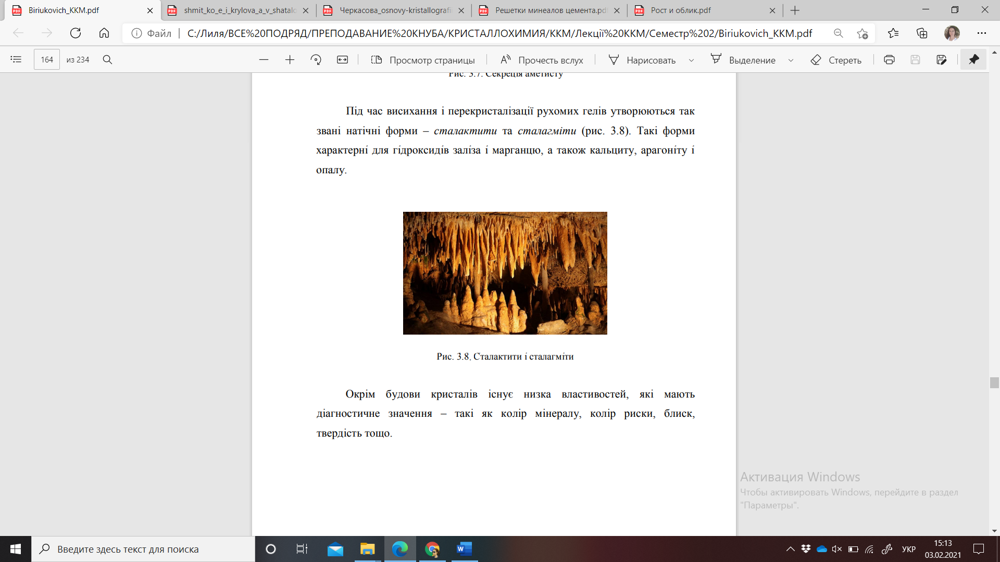 Biriukovich_KKM.pdf
shmit_ko_e_i_krylova_a_v_shatalo
Черкасова_osnovy-kristallografii
Решетки минеалов цемента.pdf
Рост и облик.pdf
Файл
C:/Лиля/ВСЕ%20ПОДРЯД/ПРЕПОДАВАНИЕ%20КНУБА/КРИСТАЛЛОХИМИЯ/ККМ/Лекції%20ККМ/Семестр%202/Biriukovich_KKM.pdf
164 из 234
Просмотр страницы
Прочесть вслух
Нарисовать
Выделение
Стереть
Рис. 3.7. Секреція аметисту
Під час висихання і перекристалізації рухомих гелів утворюються так
звані натічні форми – сталактити та сталагміти (рис. 3.8). Такі форми
характерні для гідроксидів заліза і марганцю, а також кальциту, арагоніту і
опалу.
Рис. 3.8. Сталактити і сталагміти
Окрім будови кристалів існує низка властивостей, які мають
діагностичне значення – такі як колір мінералу, колір риски, блиск,
твердість тощо.
Активация Windows
Чтобы активировать Windows, перейдите в раздел
"Параметры".
Введите здесь текст для поиска
УКР
15:13
03.02.2021